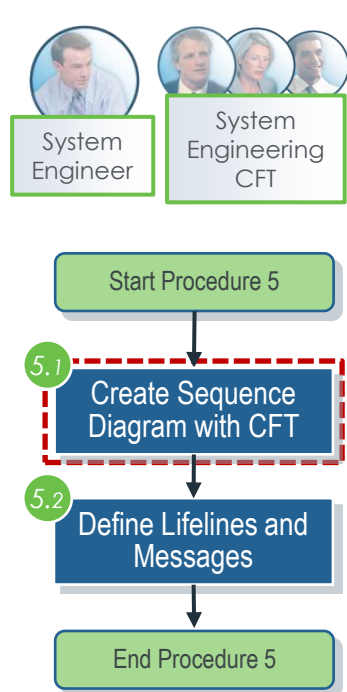 System
Engineer
System
Engineering
CFT
Start Procedure 5
5.1
Create Sequence
Diagram with CFT
5.2
Define Lifelines and
Messages
End Procedure 5